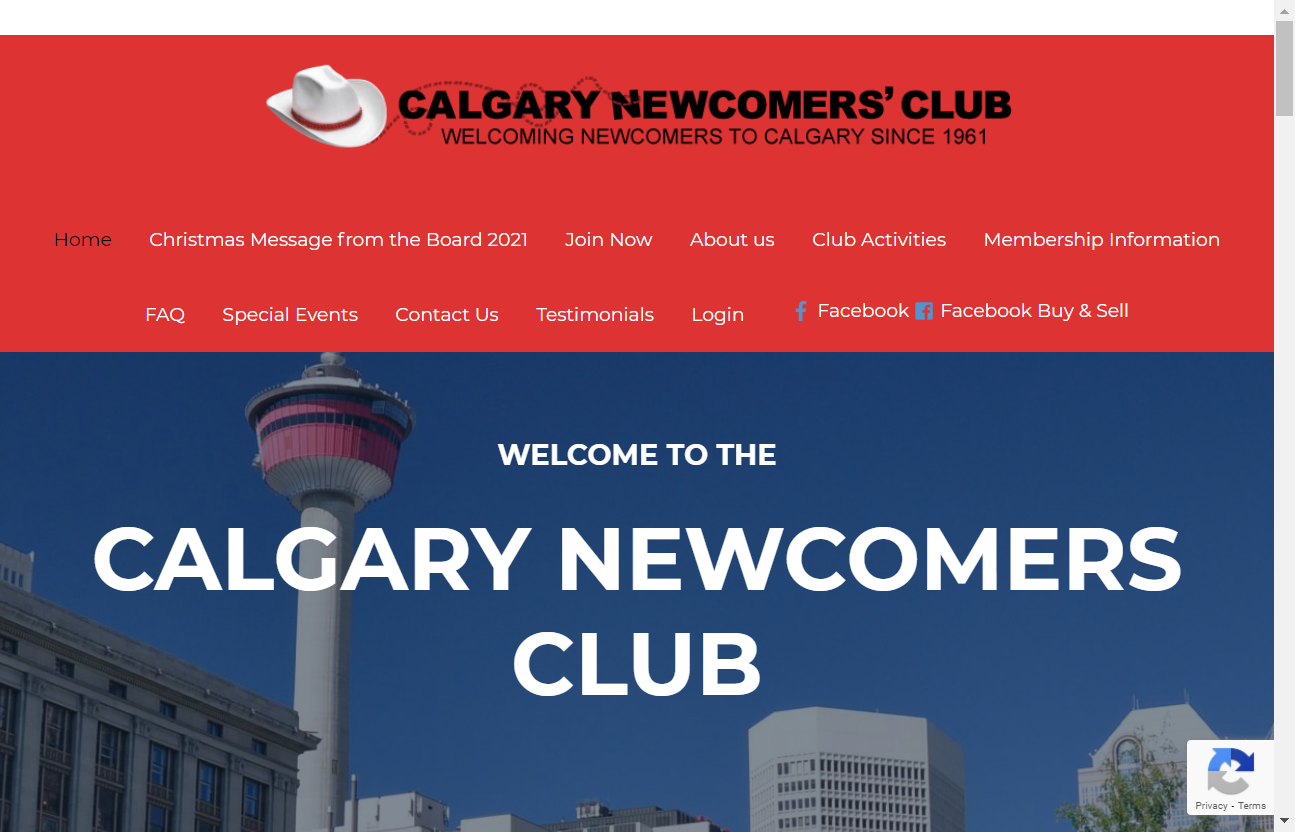 CALGARY NEWCOMERS' CLUB
WELCOMING NEWCOMERS TO CALGARY SINCE 1961
Home Christmas Message from the Board 2021 Join Now About us Club Activities Membership Information
FAQ Special Events Contact Us Testimonials Login Facebook Facebook Buy & Sell
WELCOME TO THE
CALGARY NEWCOMERS
CLUB
Privacy - Terms